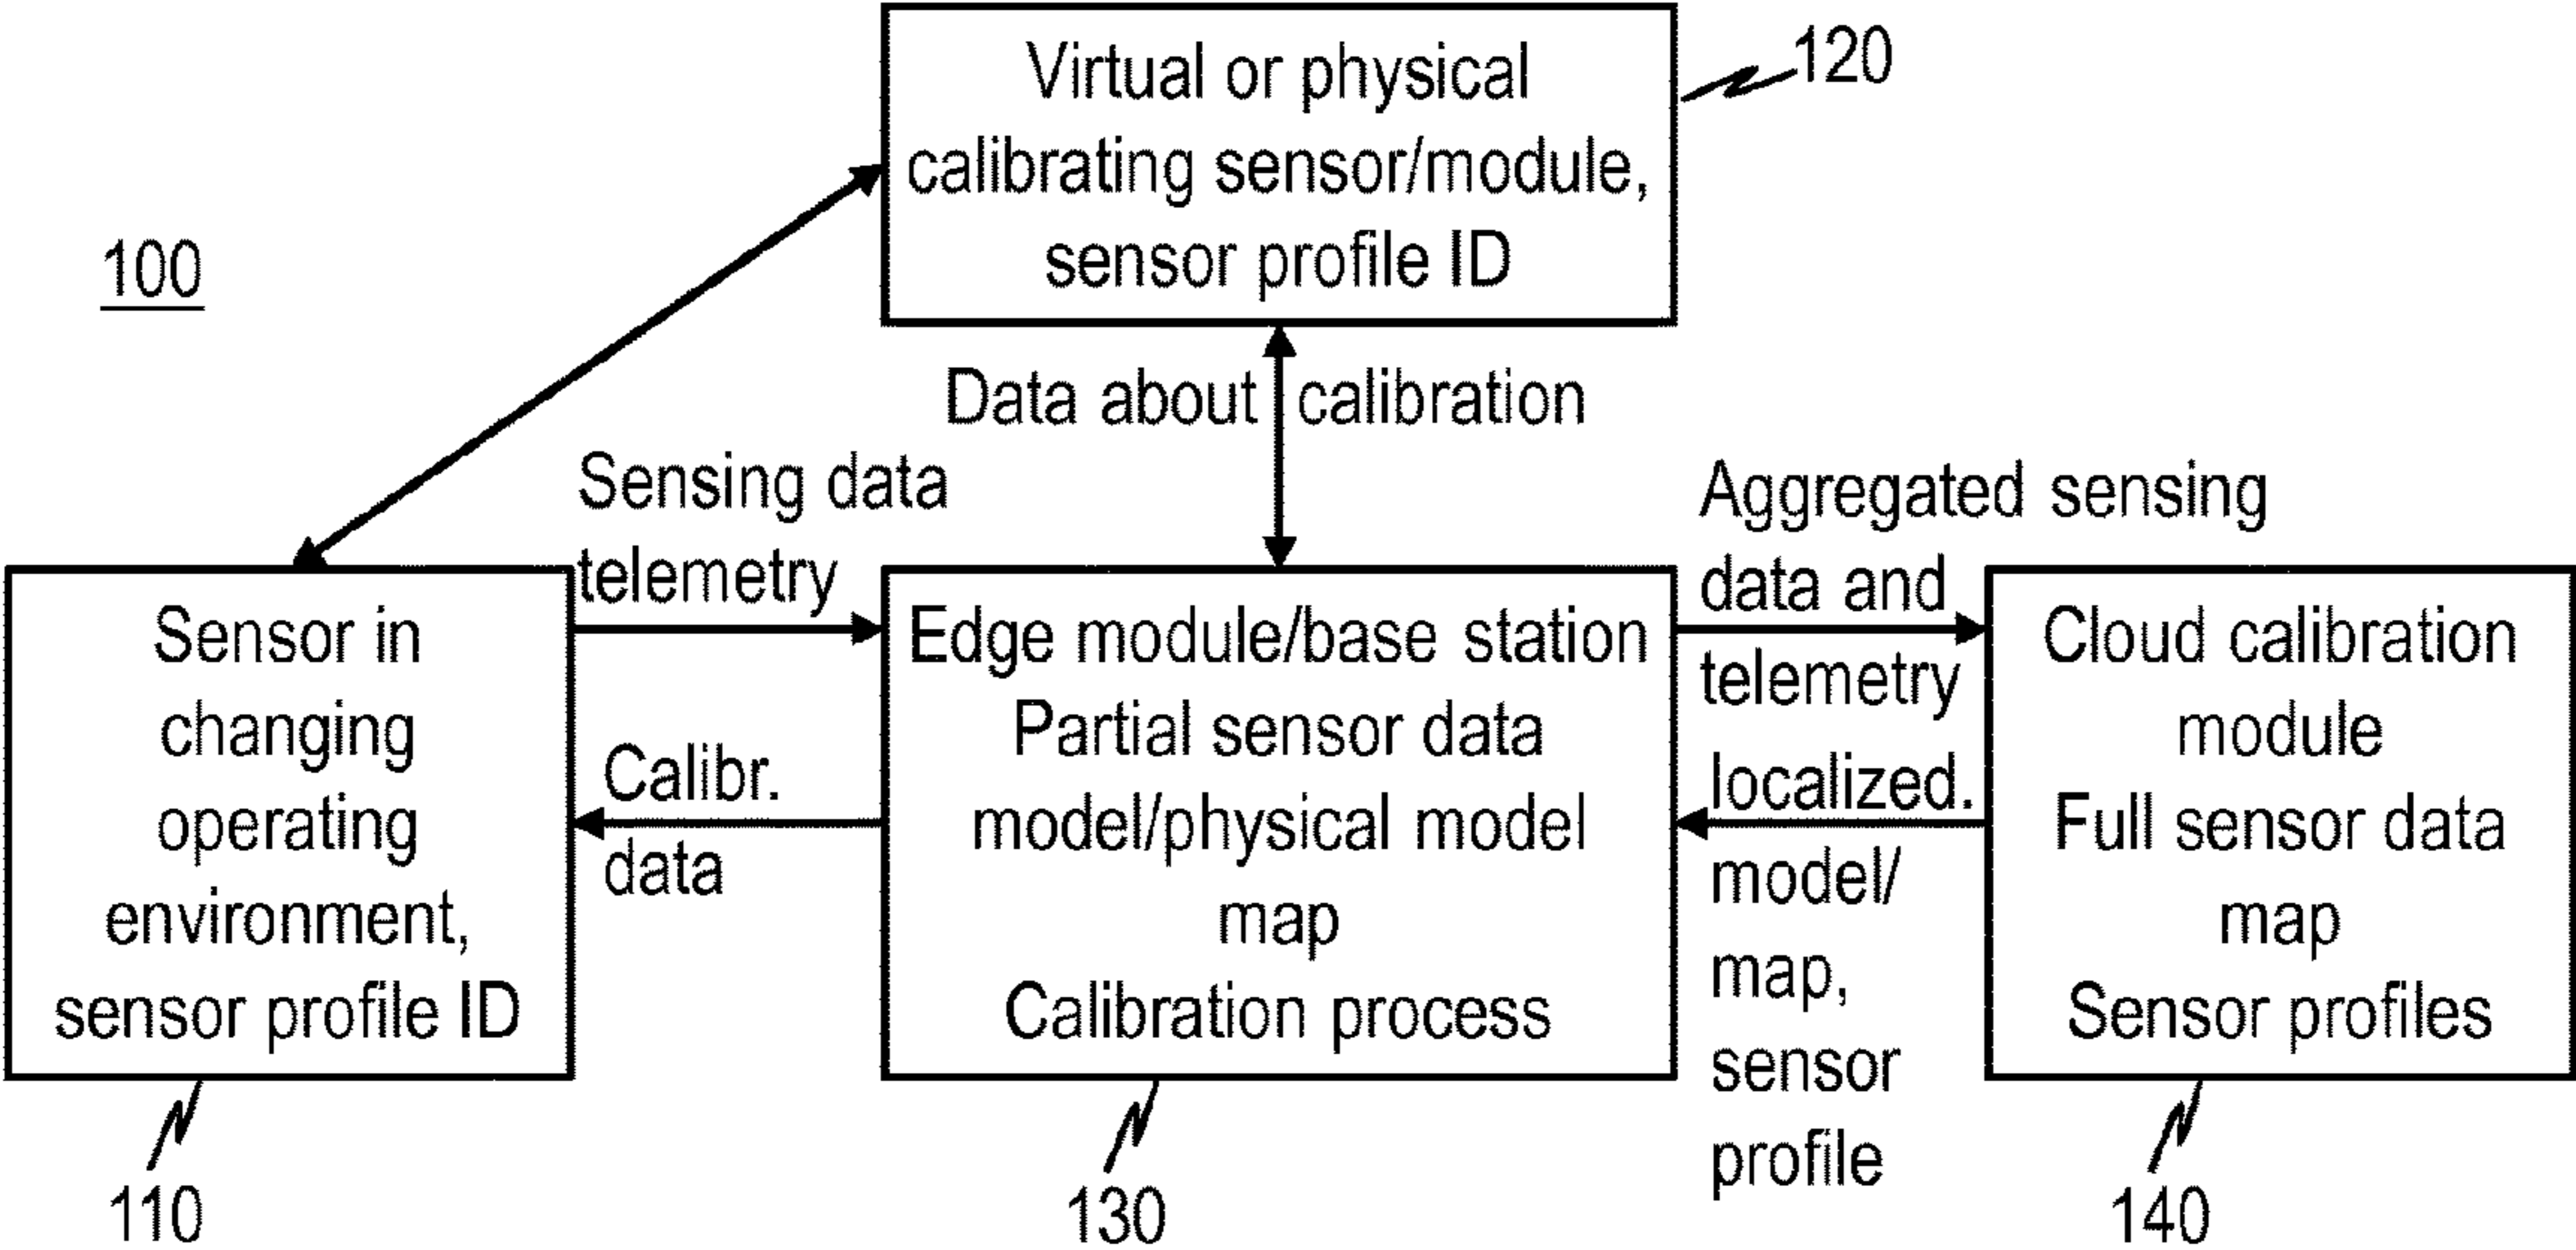 Virtual or physical
calibrating sensor/module,
sensor profile ID
120
100
Data about calibration
Sensing data
telemetry
Aggregated sensing
data and
telemetry
Sensor in
changing
operating
environment,
sensor profile ID
Calibr.
data
Edge module/base station
Partial sensor data
model/physical model
map
Calibration process
localized.
model/
map,
sensor
profile
Cloud calibration
module
Full sensor data
map
Sensor profiles
110
130
140